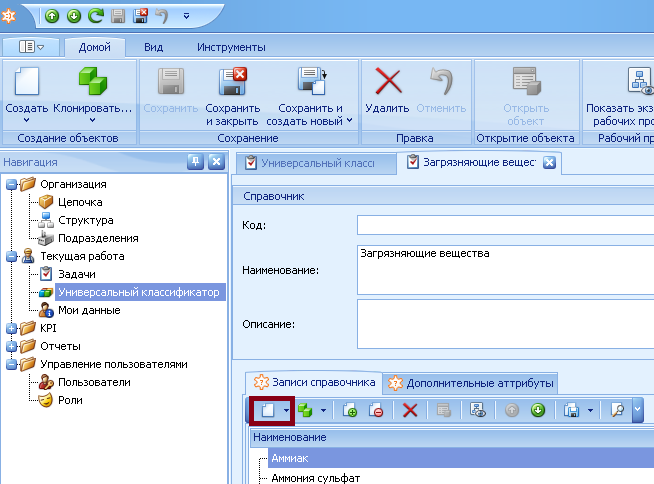 Домой Вид Инструменты
Создать Клонировать... Сохранить Сохранить и закрыть Сохранить и создать новый Удалить Отменить Открыть объект Показать экз рабочих про
Создание объектов Сохранение Правка Открытие объекта Рабочий пр
Навигация
Организация
Цепочка
Структура
Подразделения
Текущая работа
Задачи
Универсальный классификатор
Мои данные
KPI
Отчеты
Управление пользователями
Пользователи
Роли
Универсальный класси Загрязняющие вещес
Справочник
Код:
Наименование: Загрязняющие вещества
Описание:
Записи справочника Дополнительные аттрибуты
Наименование
Аммиак
Аммония сульфат